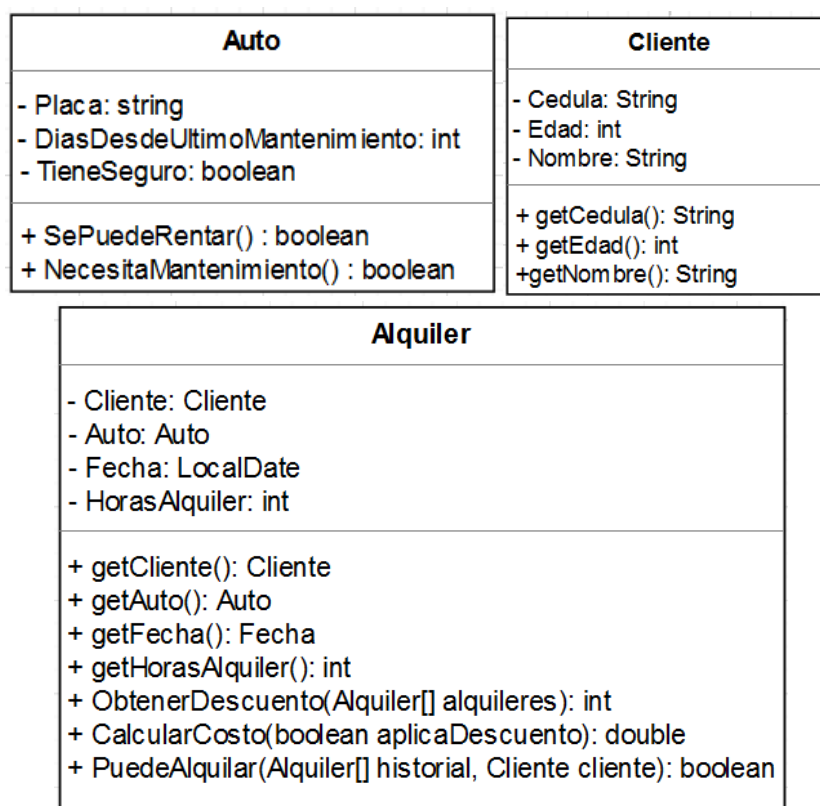 Auto
- Placa: string
- DiasDesdeUltimoMantenimiento: int
- TieneSeguro: boolean
+ SePuedeRentar() : boolean
+ NecesitaMantenimiento() : boolean
Cliente
- Cedula: String
- Edad: int
- Nombre: String
+ getCedula(): String
+ getEdad(): int
+getNombre(): String
Alquiler
- Cliente: Cliente
- Auto: Auto
- Fecha: LocalDate
- HorasAlquiler: int
+ getCliente(): Cliente
+ getAuto(): Auto
+ getFecha(): Fecha
+ getHorasAlquiler(): int
+ ObtenerDescuento(Alquiler[] alquileres): int
+ CalcularCosto(boolean aplicaDescuento): double
+ PuedeAlquilar(Alquiler[] historial, Cliente cliente): boolean